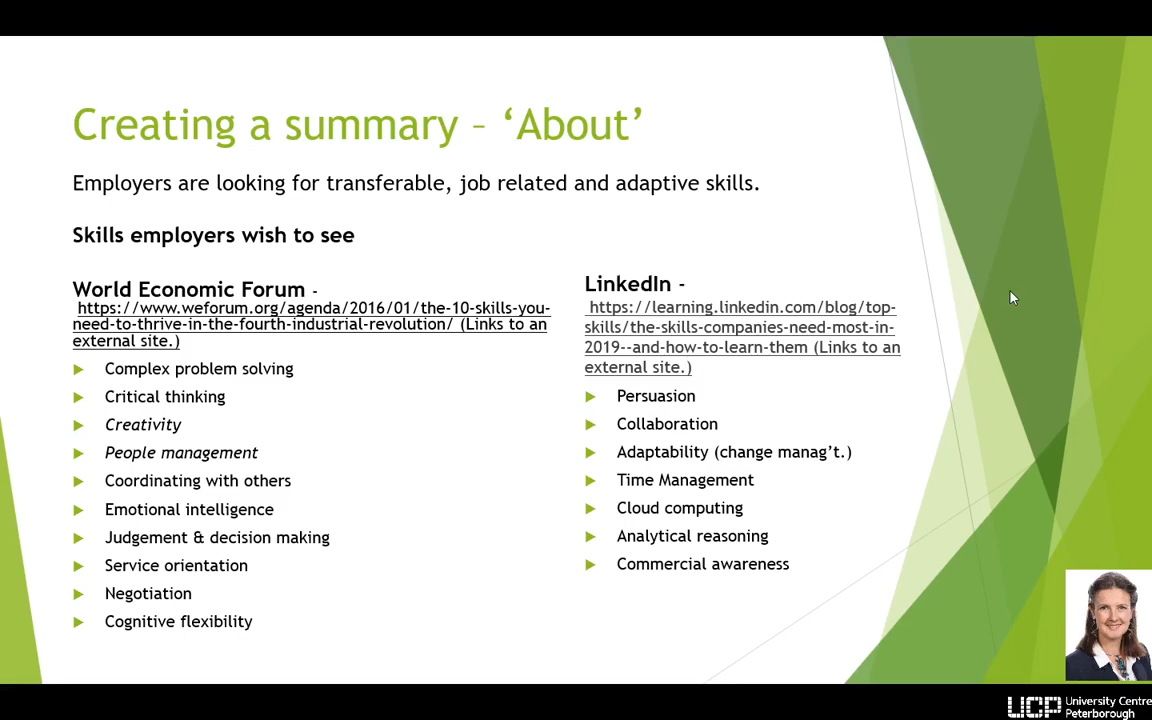 Creating a summary – ‘About’
Employers are looking for transferable, job related and adaptive skills.
Skills employers wish to see
World Economic Forum -
https://www.weforum.org/agenda/2016/01/the-10-skills-you-
need-to-thrive-in-the-fourth-industrial-revolution/ (Links to an
external site.)
Complex problem solving
Critical thinking
Creativity
People management
Coordinating with others
Emotional intelligence
Judgement & decision making
Service orientation
Negotiation
Cognitive flexibility
LinkedIn -
https://learning.linkedin.com/blog/top-
skills/the-skills-companies-need-most-in-
2019--and-how-to-learn-them (Links to an
external site.)
Persuasion
Collaboration
Adaptability (change manag’t.)
Time Management
Cloud computing
Analytical reasoning
Commercial awareness
UCP University Centre
Peterborough